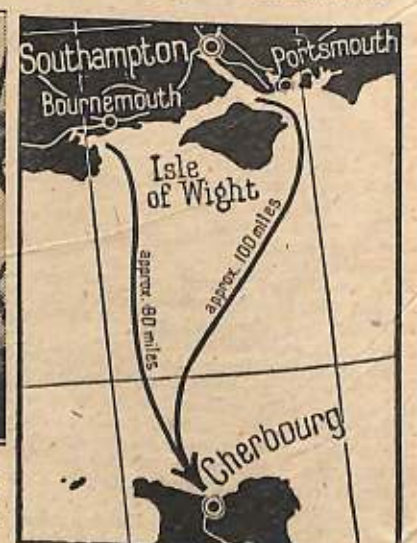 Southampton
Portsmouth
Bournemouth
Isle
of Wight
approx. 80 miles
approx. 100 miles
Cherbourg